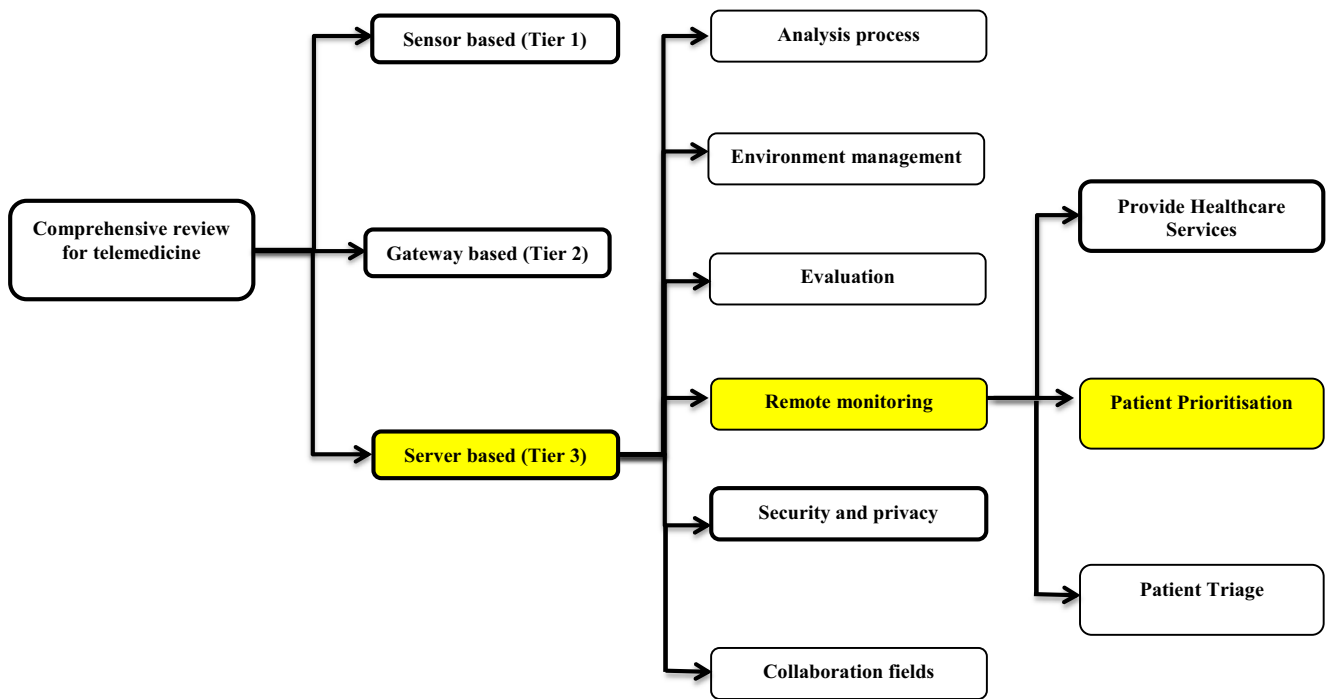 Comprehensive review
for telemedicine
Sensor based (Tier 1)
Gateway based (Tier 2)
Server based (Tier 3)
Analysis process
Environment management
Evaluation
Remote monitoring
Security and privacy
Collaboration fields
Provide Healthcare
Services
Patient Prioritisation
Patient Triage